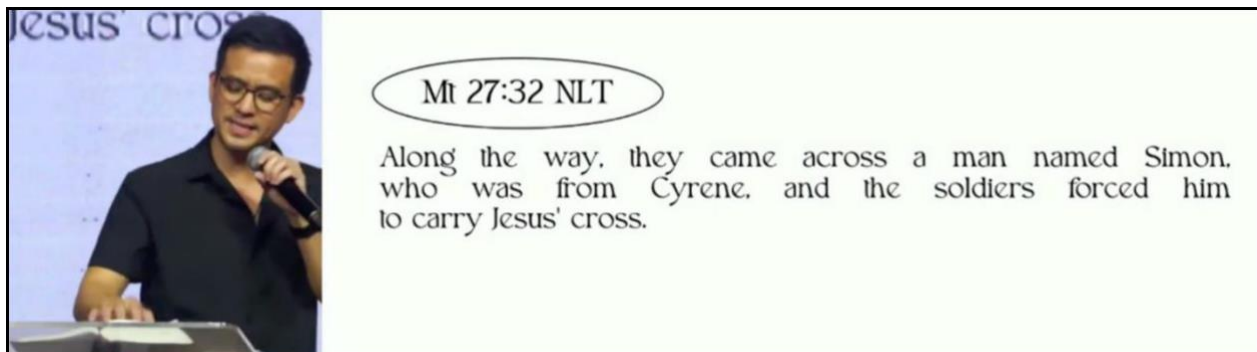 Jesus' cross
Mt 27:32 NLT
Along the way, they came across a man named Simon,
who was from Cyrene, and the soldiers forced him
to carry Jesus' cross.